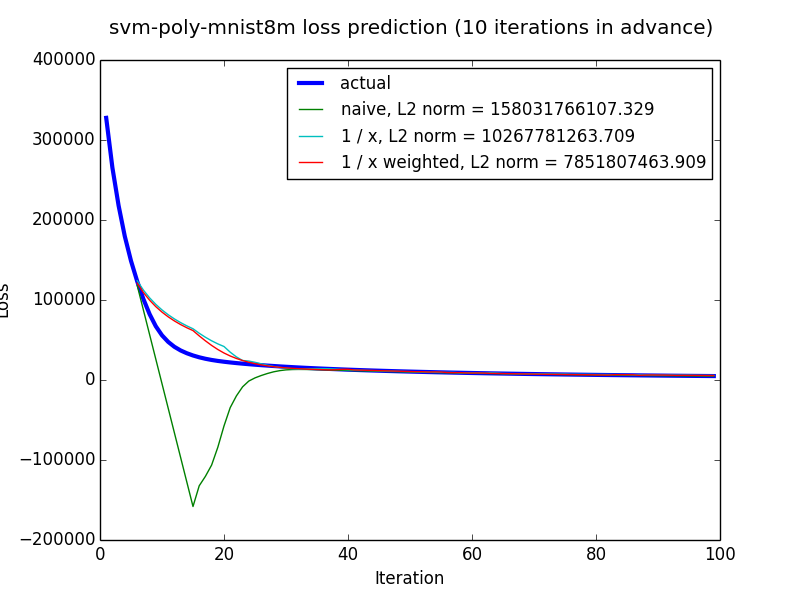 svm-poly-mnist8m loss prediction (10 iterations in advance)
400000
300000
200000
100000
0
−100000
−200000
Loss
actual
naive, L2 norm = 158031766107.329
1 / x, L2 norm = 10267781263.709
1 / x weighted, L2 norm = 7851807463.909
0 20 40 60 80 100
Iteration